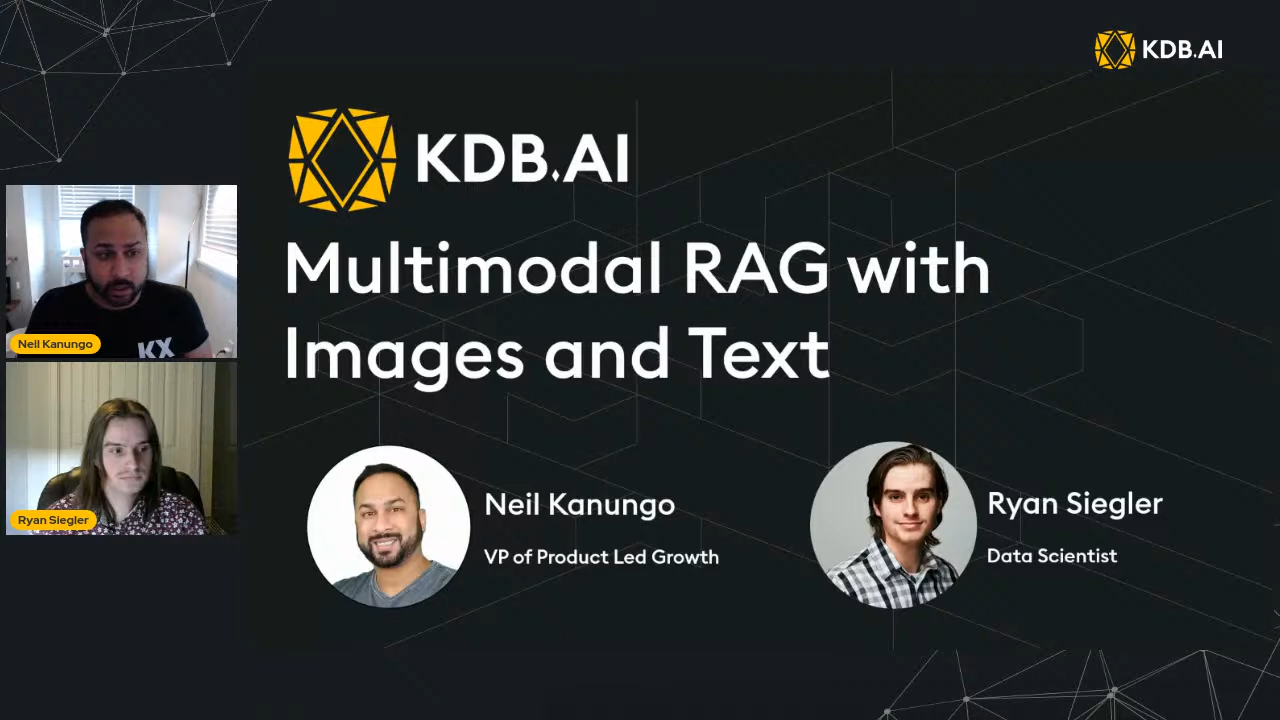 KDB.AI
KDB.AI
Multimodal RAG with
Images and Text
KX
Neil Kanungo
Ryan Siegler
Neil Kanungo
VP of Product Led Growth
Ryan Siegler
Data Scientist